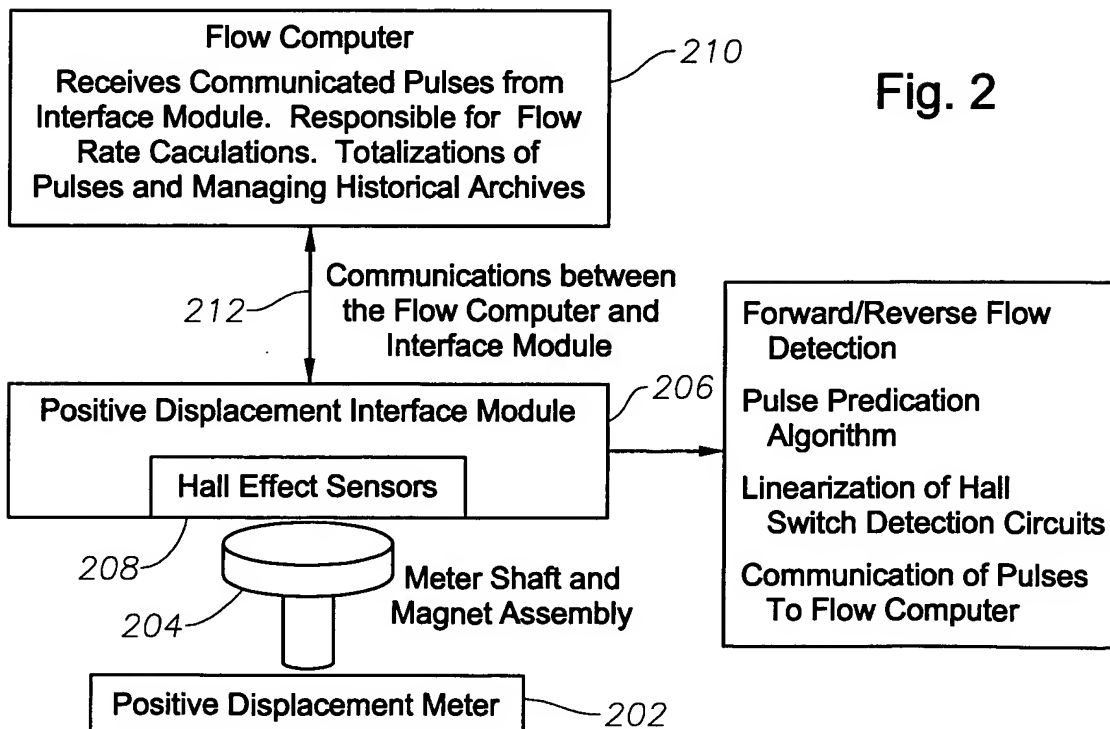 Flow Computer
Receives Communicated Pulses from
Interface Module. Responsible for Flow
Rate Caculations. Totalizations of
Pulses and Managing Historical Archives
210
Fig. 2
212
Communications between
the Flow Computer and
Interface Module
206
Positive Displacement Interface Module
Hall Effect Sensors
208
204
Meter Shaft and
Magnet Assembly
Positive Displacement Meter
202
Forward/Reverse Flow
Detection
Pulse Predication
Algorithm
Linearization of Hall
Switch Detection Circuits
Communication of Pulses
To Flow Computer